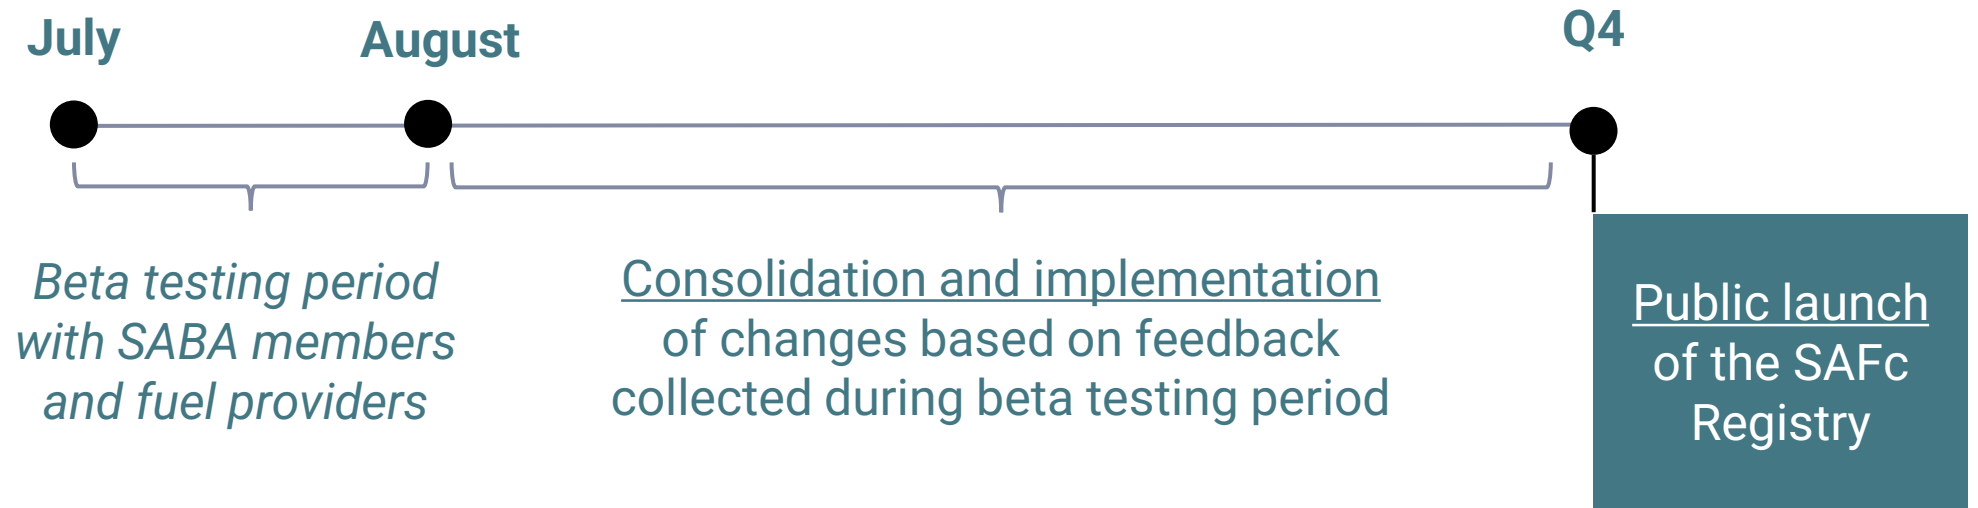 July
August
Q4
Beta testing period
with SABA members
and fuel providers
Consolidation and implementation
of changes based on feedback
collected during beta testing period
Public launch
of the SAFc
Registry